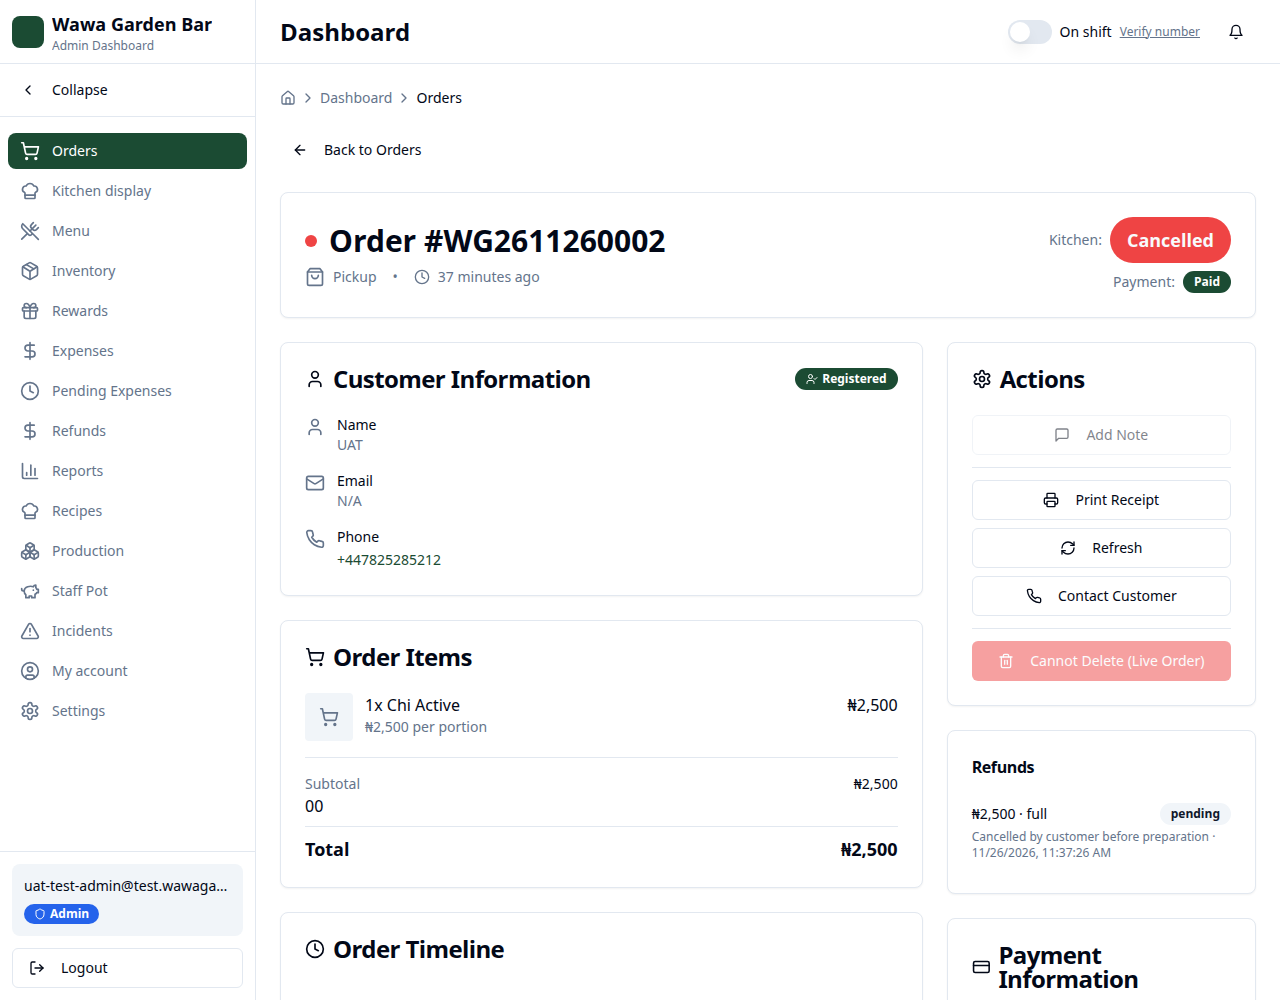 Wawa Garden Bar
Admin Dashboard
Collapse
Orders
Kitchen display
Menu
Inventory
Rewards
Expenses
Pending Expenses
Refunds
Reports
Recipes
Production
Staff Pot
Incidents
My account
Settings
uat-test-admin@test.wawaga...
Admin
Logout
Dashboard
On shift
Verify number
Dashboard
Orders
Back to Orders
Order #WG2611260002
Pickup • 37 minutes ago
Kitchen: Cancelled
Payment: Paid
Customer Information
Registered
Name
UAT
Email
N/A
Phone
+447825285212
Order Items
1x Chi Active ₦2,500
₦2,500 per portion
Subtotal ₦2,500
00
Total ₦2,500
Order Timeline
Actions
Add Note
Print Receipt
Refresh
Contact Customer
Cannot Delete (Live Order)
Refunds
₦2,500 · full pending
Cancelled by customer before preparation ·
11/26/2026, 11:37:26 AM
Payment
Information